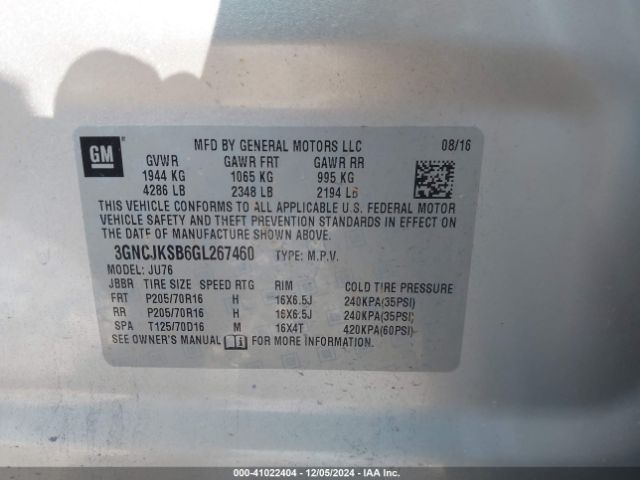 GM
MFD BY GENERAL MOTORS LLC 08/16
GVWR GAWR FRT GAWR RR
1944 KG 1065 KG 995 KG
4286 LB 2348 LB 2194 LB
THIS VEHICLE CONFORMS TO ALL APPLICABLE U.S. FEDERAL MOTOR
VEHICLE SAFETY AND THEFT PREVENTION STANDARDS IN EFFECT ON
THE DATE OF MANUFACTURE SHOWN ABOVE.
3GNCJKSB6GL267460 TYPE: M.P.V.
MODEL: JU76
JBBR TIRE SIZE SPEED RTG RIM COLD TIRE PRESSURE
FRT P205/70R16 H 16X6.5J 240KPA(35PSI)
RR P205/70R16 H 16X6.5J 240KPA(35PSI)
SPA T125/70D16 M 16X4T 420KPA(60PSI)
SEE OWNER'S MANUAL FOR MORE INFORMATION.
000-41022404 - 12/05/2024 - IAA Inc.